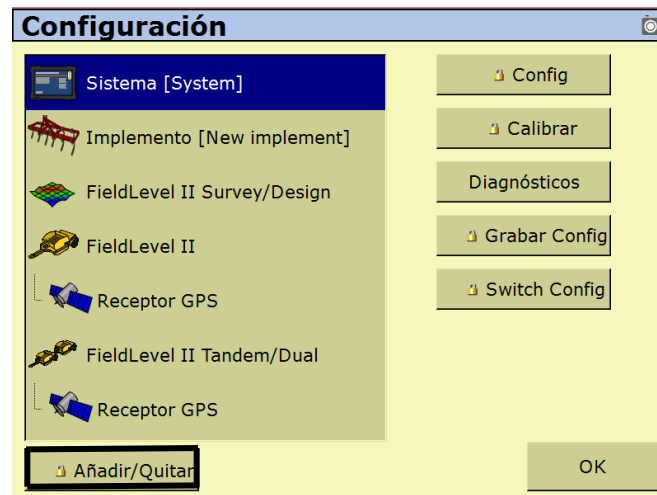 Configuración
Sistema [System]
Implemento [New implement]
FieldLevel II Survey/Design
FieldLevel II
Receptor GPS
FieldLevel II Tandem/Dual
Receptor GPS
Añadir/Quitar
Config
Calibrar
Diagnósticos
Grabar Config
Switch Config
OK